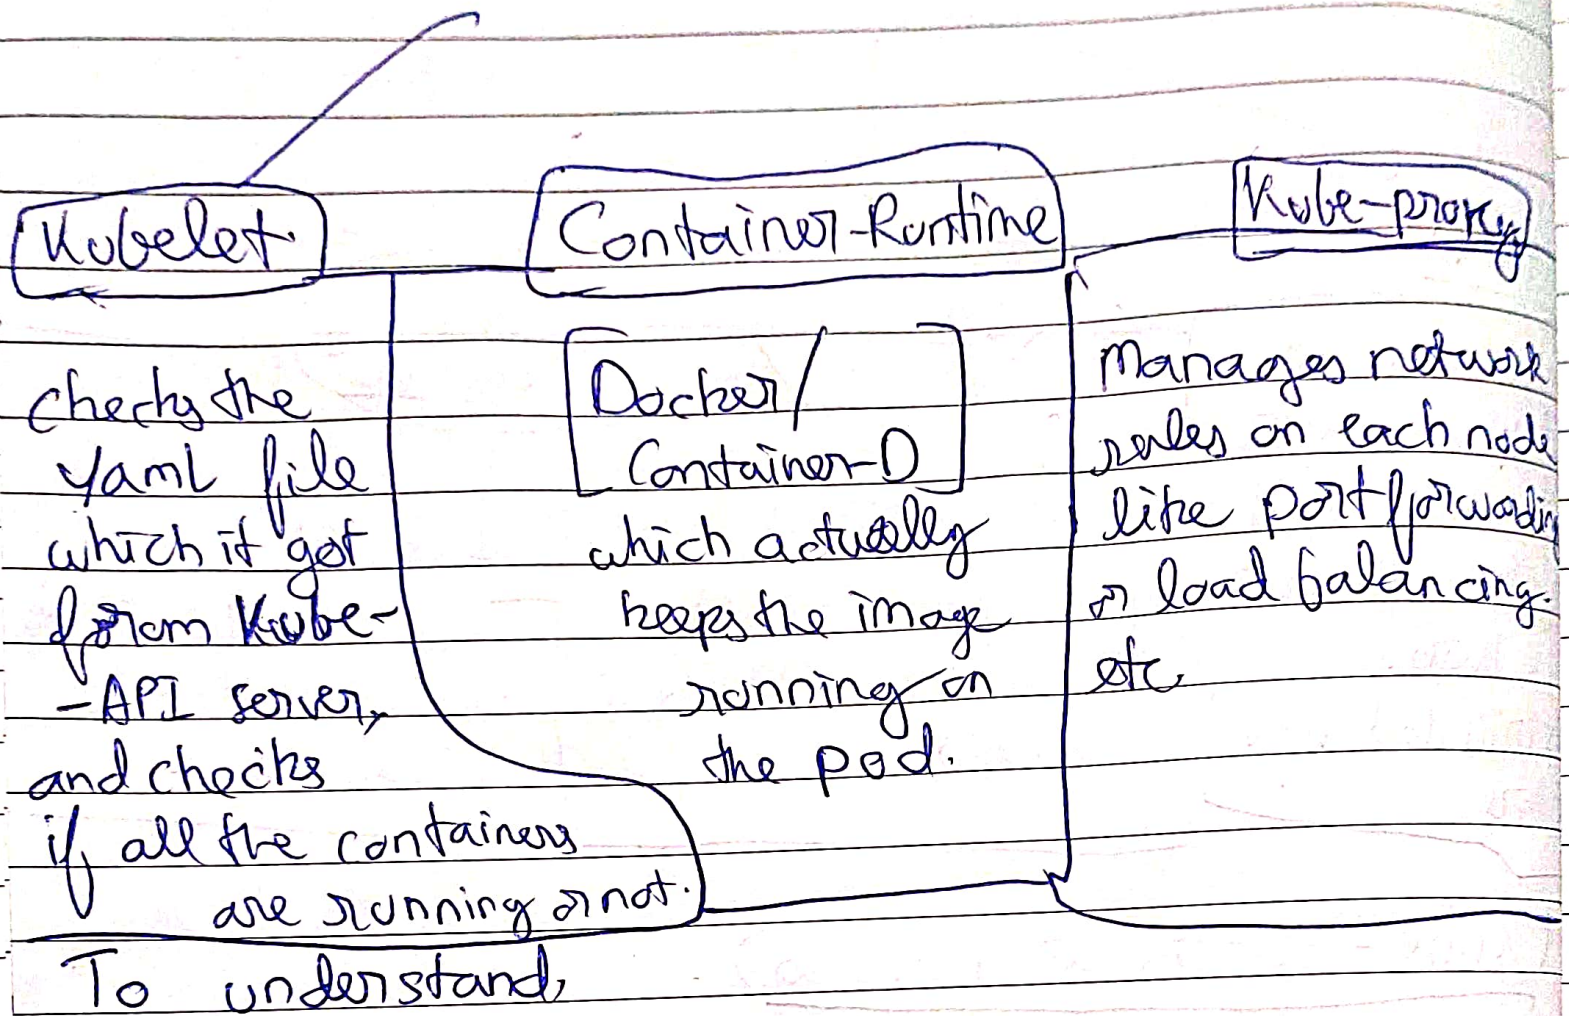 Kubelet.
checks the
yaml file
which it got
from Kube-
-API server,
and checks
if all the containers
are running or not.
Container-Runtime
Docker/
Container-D
which actually
keeps the image
running on
the pod.
Kube-proxy
Manages network
rules on each node
like port forwarding
or load balancing.
etc.
To understand,